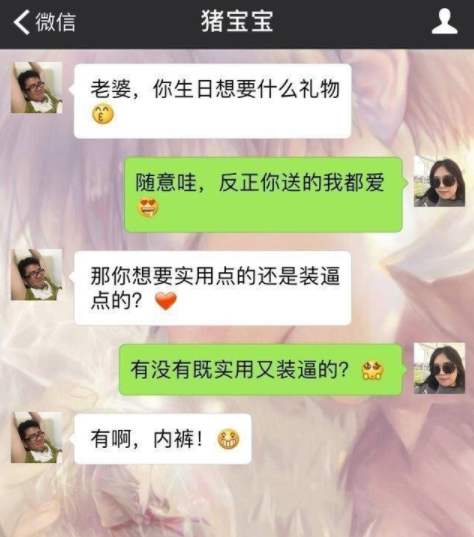 微信
猪宝宝
老婆，你生日想要什么礼物
随意哇，反正你送的我都爱
那你想要实用点的还是装逼
点的？
有没有既实用又装逼的？
有啊，内裤！